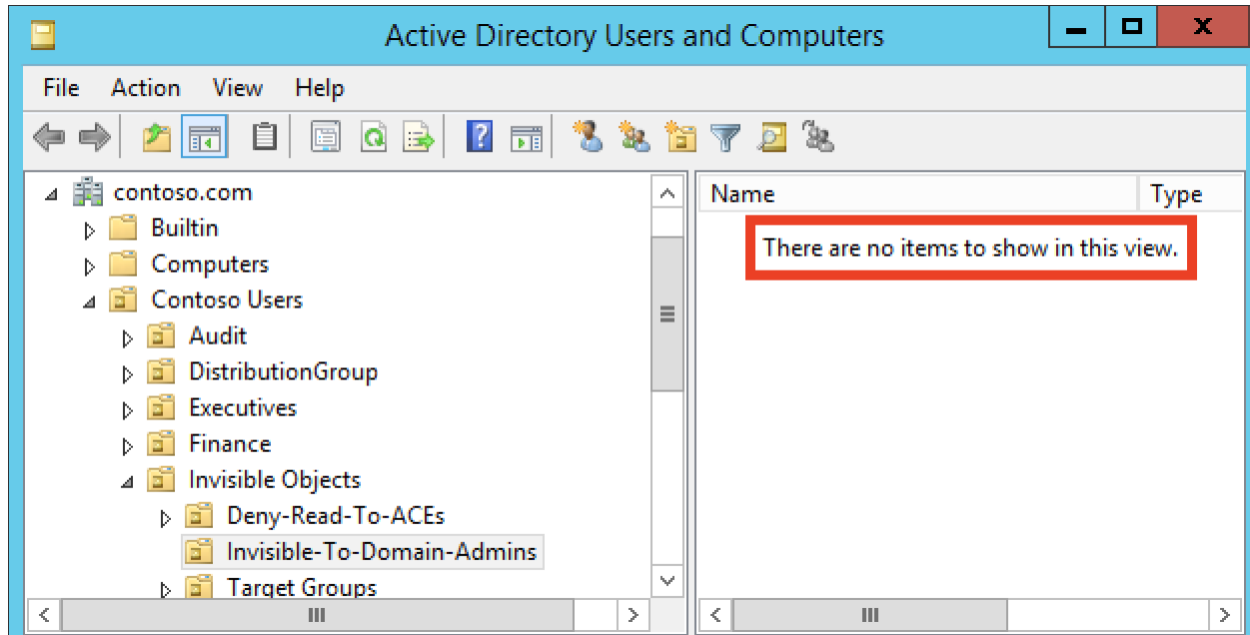 Active Directory Users and Computers
File Action View Help
contoso.com
Builtin
Computers
Contoso Users
Audit
DistributionGroup
Executives
Finance
Invisible Objects
Deny-Read-To-ACEs
Invisible-To-Domain-Admins
Target Groups
Name Type
There are no items to show in this view.